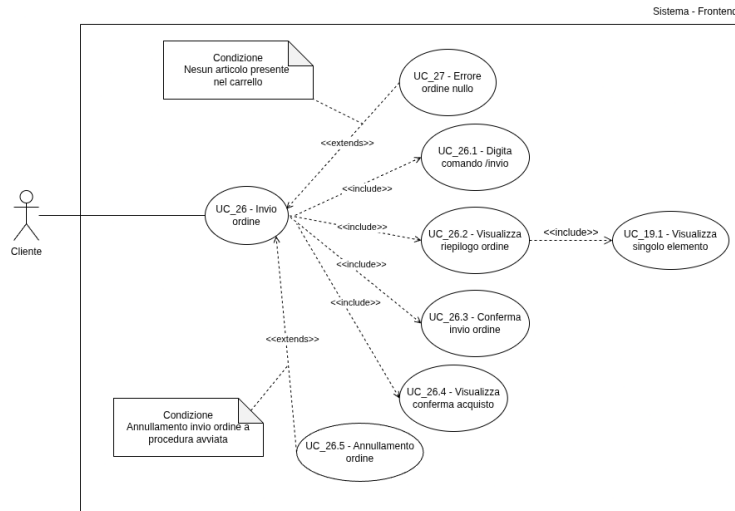 Sistema - Frontend
Condizione
Nesun articolo presente
nel carrello
UC_27 - Errore
ordine nullo
<<extends>>
UC_26.1 - Digita
comando /invio
<<include>>
Cliente
UC_26 - Invio
ordine
<<include>>
UC_26.2 - Visualizza
riepilogo ordine
<<include>>
UC_19.1 - Visualizza
singolo elemento
<<include>>
UC_26.3 - Conferma
invio ordine
<<include>>
<<extends>>
UC_26.4 - Visualizza
conferma acquisto
Condizione
Annullamento invio ordine a
procedura avviata
UC_26.5 - Annullamento
ordine